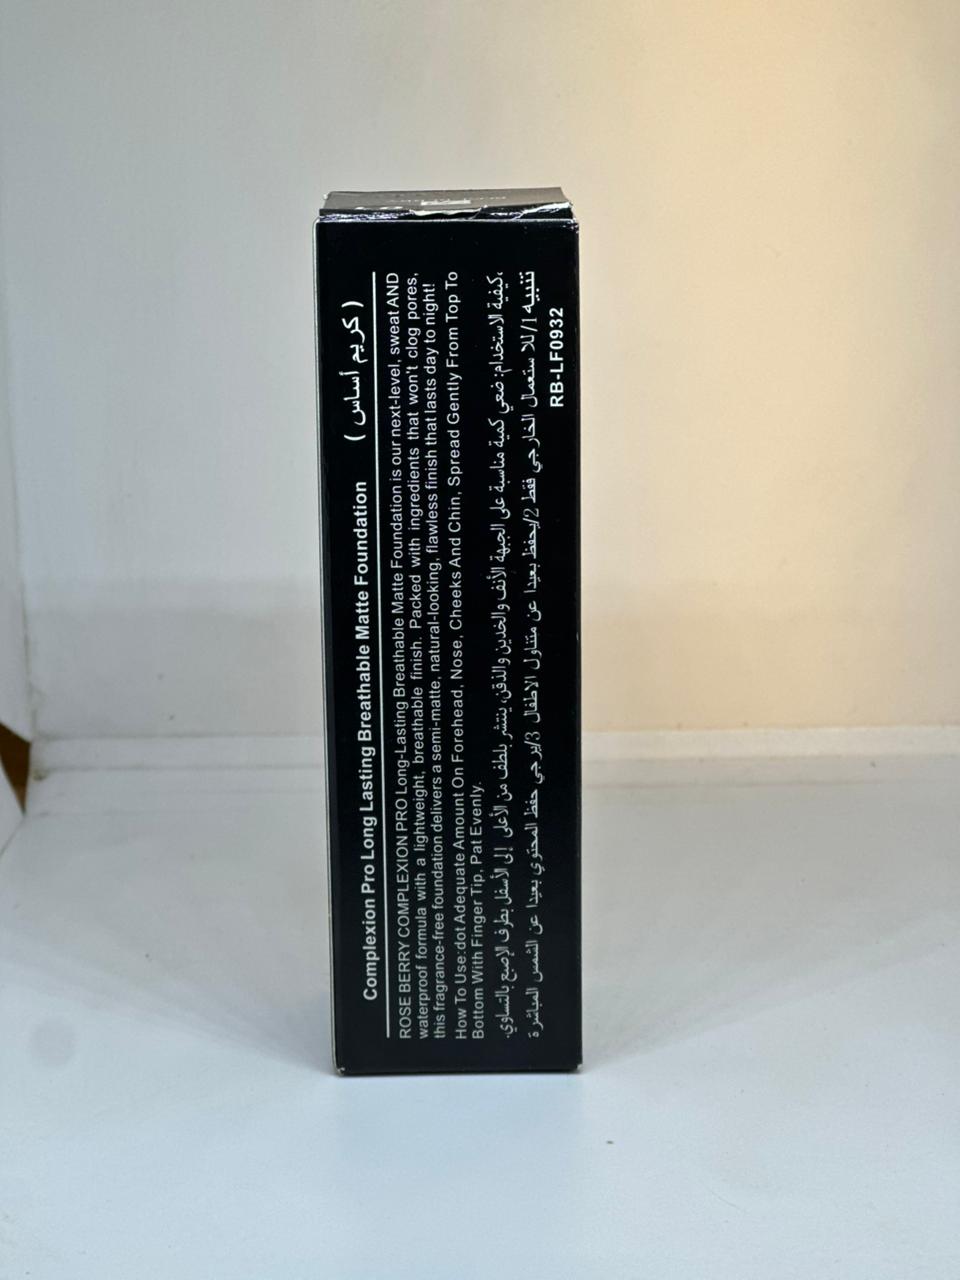 Complexion Pro Long Lasting Breathable Matte Foundation ( كريم أساس )
ROSE BERRY COMPLEXION PRO Long-Lasting Breathable Matte Foundation is our next-level, sweat AND
waterproof formula with a lightweight, breathable finish. Packed with ingredients that won't clog pores,
this fragrance-free foundation delivers a semi-matte, natural-looking, flawless finish that lasts day to night!
How To Use:dot Adequate Amount On Forehead, Nose, Cheeks And Chin, Spread Gently From Top To
Bottom With Finger Tip, Pat Evenly.
كيفية الاستخدام: ضعي كمية مناسبة على الجبهة الأنف والخدين والذقن، ينتشر بلطف من الأعلى إلى الأسفل بطرف الإصبع بالتساوي.
تنبيه 1/للا ستعمال الخارجي فقط 2/يحفظ بعيدا عن متناول الاطفال 3/يرجي حفظ المحتوي بعيدا عن الشمس المباشرة
RB-LF0932